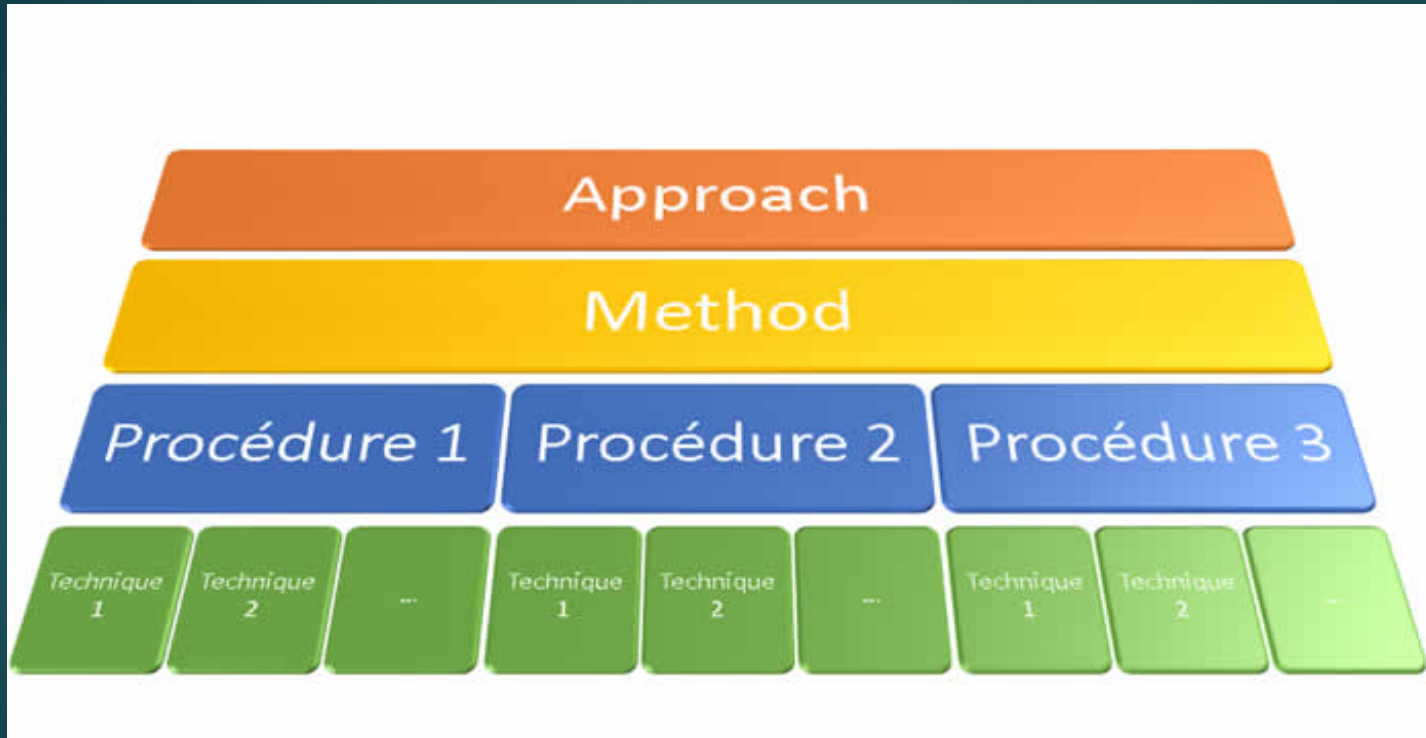 Approach
Method
Procédure 1 Procédure 2 Procédure 3
Technique Technique ... Technique Technique ... Technique Technique ...
1 2 1 2 1 2